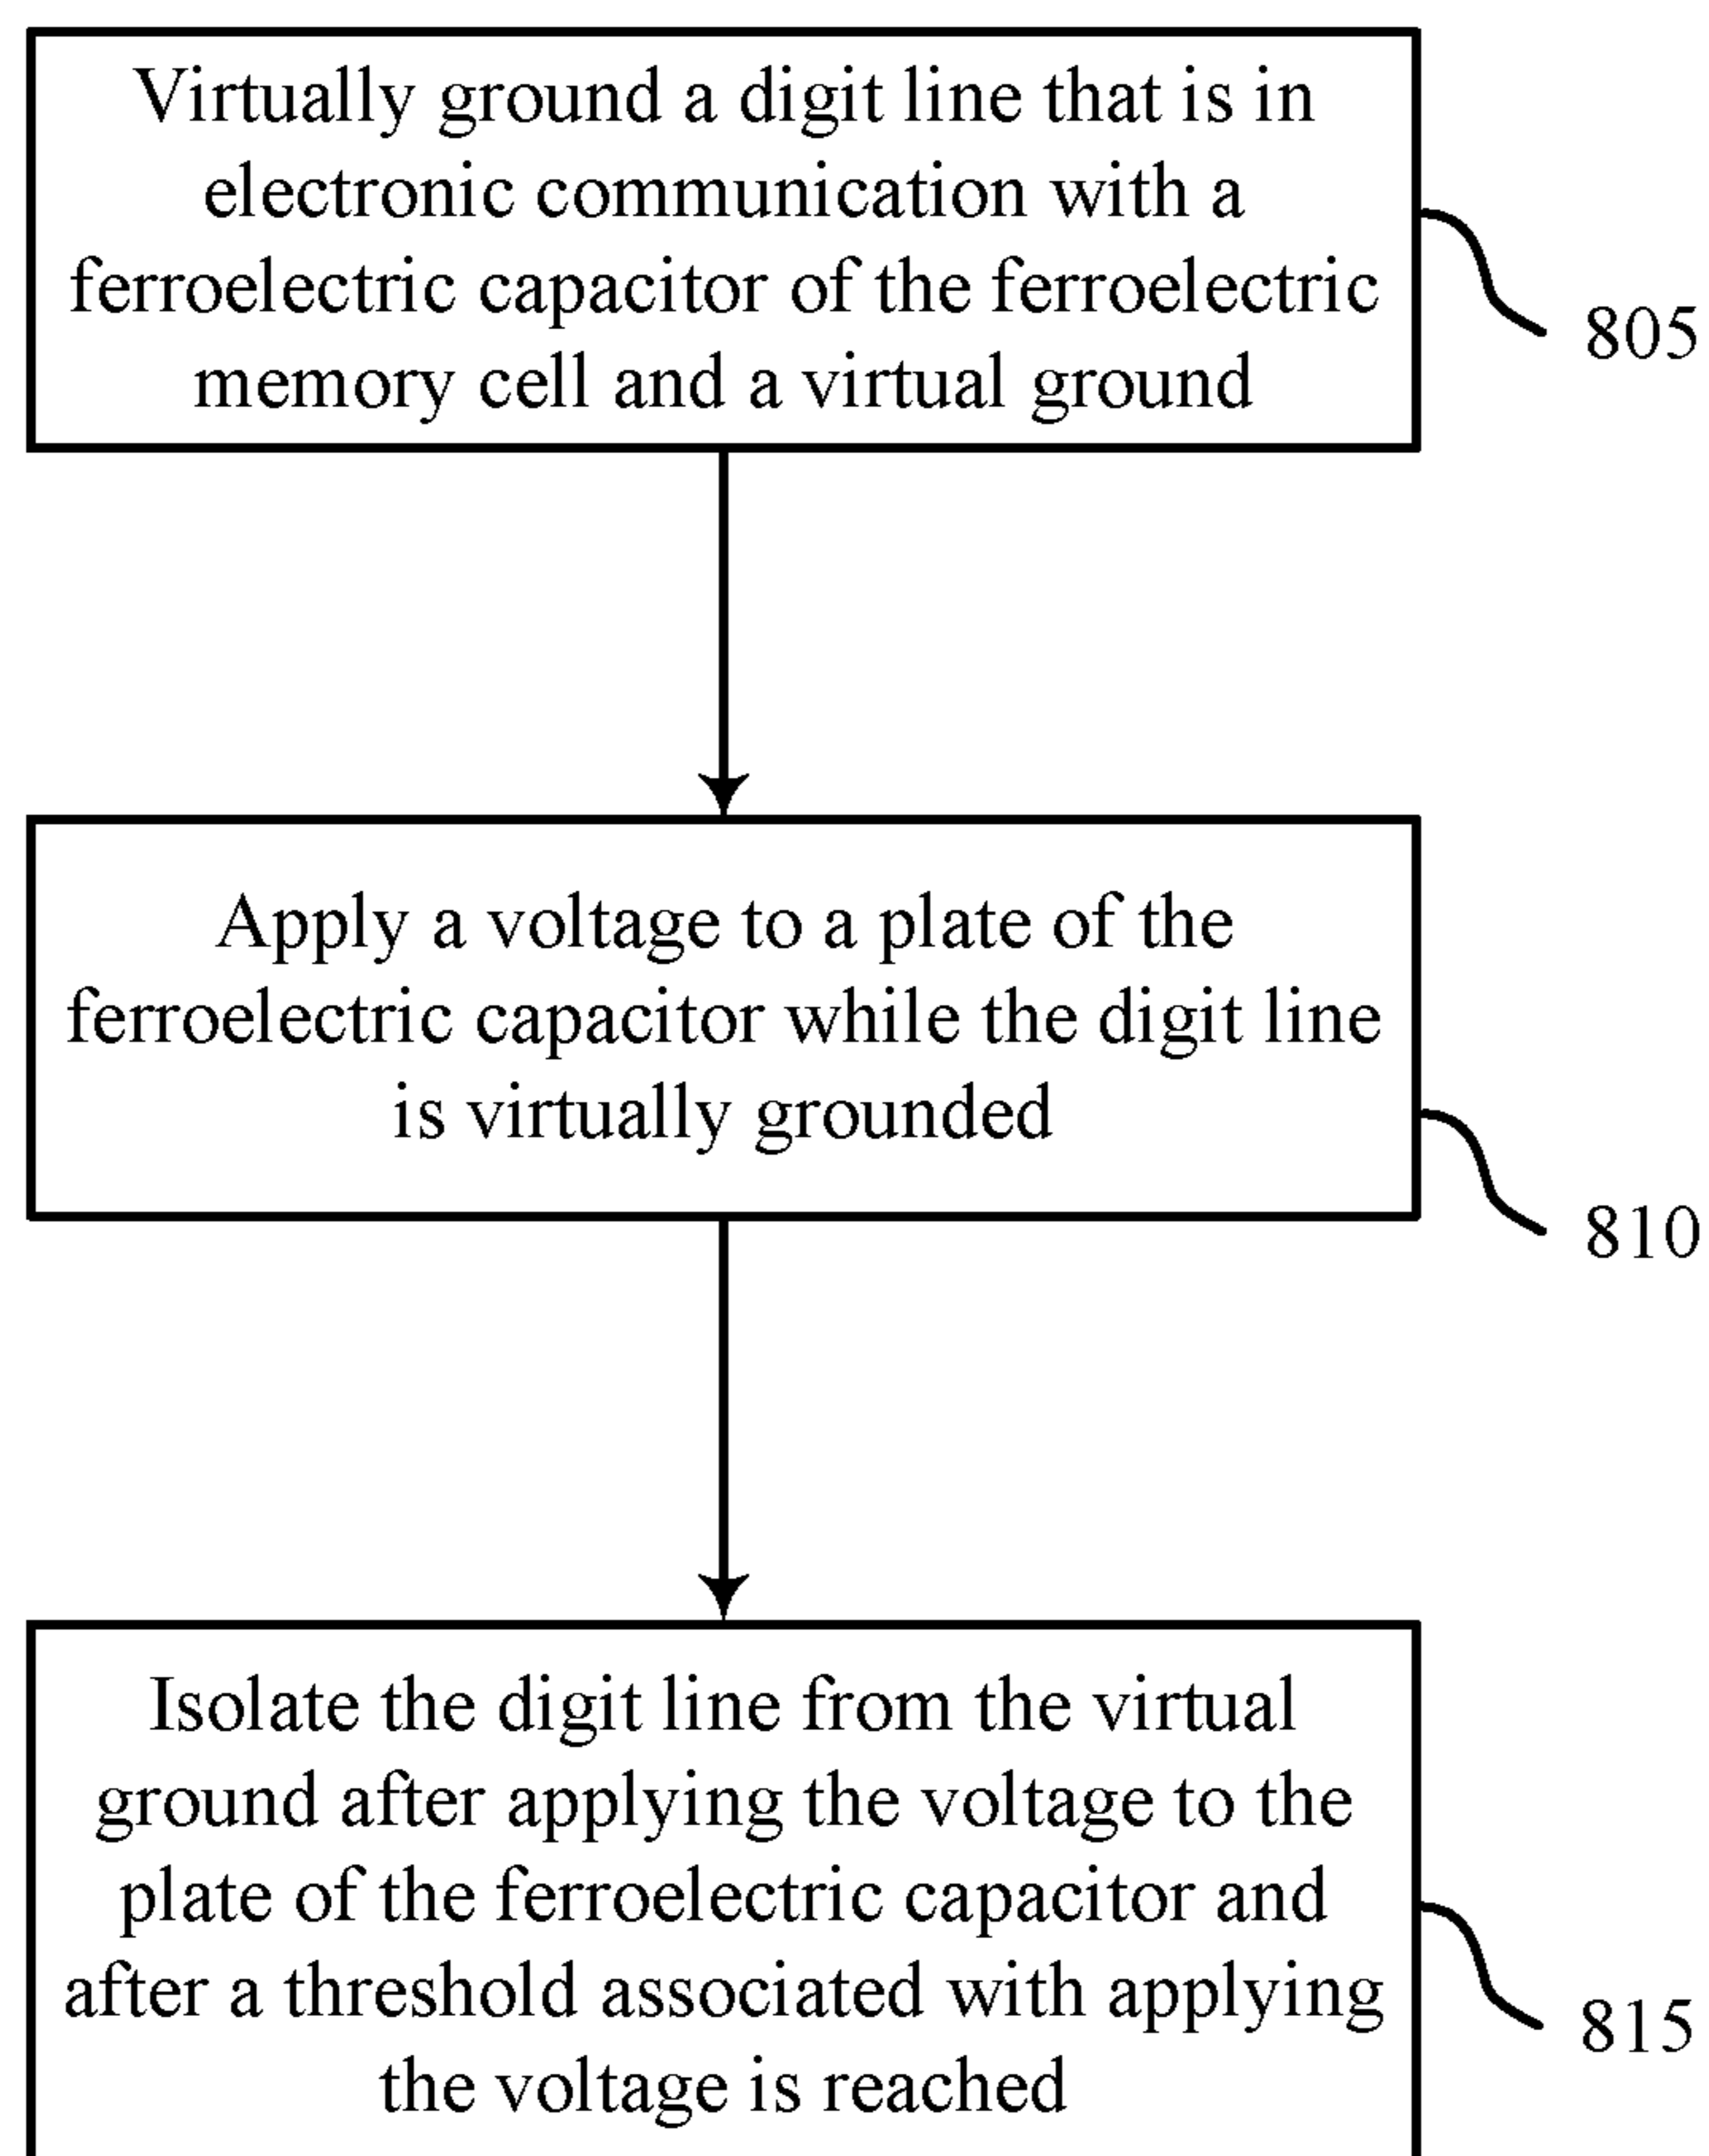 Virtually ground a digit line that is in
electronic communication with a
ferroelectric capacitor of the ferroelectric
memory cell and a virtual ground
805
Apply a voltage to a plate of the
ferroelectric capacitor while the digit line
is virtually grounded
810
Isolate the digit line from the virtual
ground after applying the voltage to the
plate of the ferroelectric capacitor and
after a threshold associated with applying
the voltage is reached
815